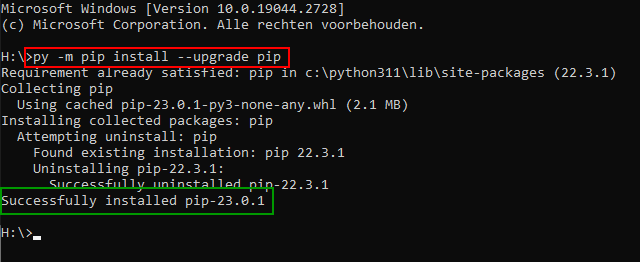 Microsoft Windows [Version 10.0.19044.2728]
(c) Microsoft Corporation. Alle rechten voorbehouden.
H:\>py -m pip install --upgrade pip
Requirement already satisfied: pip in c:\python311\lib\site-packages (22.3.1)
Collecting pip
Using cached pip-23.0.1-py3-none-any.whl (2.1 MB)
Installing collected packages: pip
Attempting uninstall: pip
Found existing installation: pip 22.3.1
Uninstalling pip-22.3.1:
Successfully uninstalled pip-22.3.1
Successfully installed pip-23.0.1
H:\>